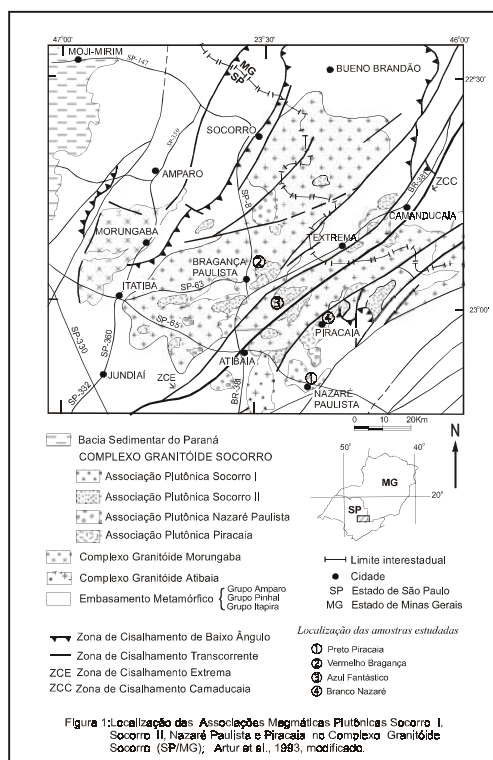 47°00' 23°30' 46°00'
MOJI-MIRIM
SP-147
MG
SP
BUENO BRANDÃO
22°30'
SOCORRO
AMPARO
SP-8
BR-381
ZCC
CAMANDUCAIA
MORUNGABA
EXTREMA
BRAGANÇA
PAULISTA
2
SP-63
ITATIBA
3
4
PIRACAIA
23°00'
SP-65
SP-330
SP-360
ATIBAIA
JUNDIAÍ
ZCE
SP-332
BR-381
1
NAZARÉ
PAULISTA
0 10 20Km
Bacia Sedimentar do Paraná
COMPLEXO GRANITÓIDE SOCORRO
Associação Plutônica Socorro I
Associação Plutônica Socorro II
Associação Plutônica Nazaré Paulista
Associação Plutônica Piracaia
Complexo Granitóide Morungaba
Complexo Granitóide Atibaia
Embasamento Metamórfico { Grupo Amparo
Grupo Pinhal
Grupo Itapira
N
50° 40°
MG
20°
SP
Limite interestadual
Cidade
SP Estado de São Paulo
MG Estado de Minas Gerais
Zona de Cisalhamento de Baixo Ângulo
Zona de Cisalhamento Transcorrente
ZCE Zona de Cisalhamento Extrema
ZCC Zona de Cisalhamento Camaducaia
Localização das amostras estudadas
1 Preto Piracaia
2 Vermelho Bragança
3 Azul Fantástico
4 Branco Nazaré
Figura 1:Localização das Associações Magmáticas Plutônicas Socorro I,
Socorro II, Nazaré Paulista e Piracaia no Complexo Granitóide
Socorro (SP/MG); Artur et al., 1993, modificado.